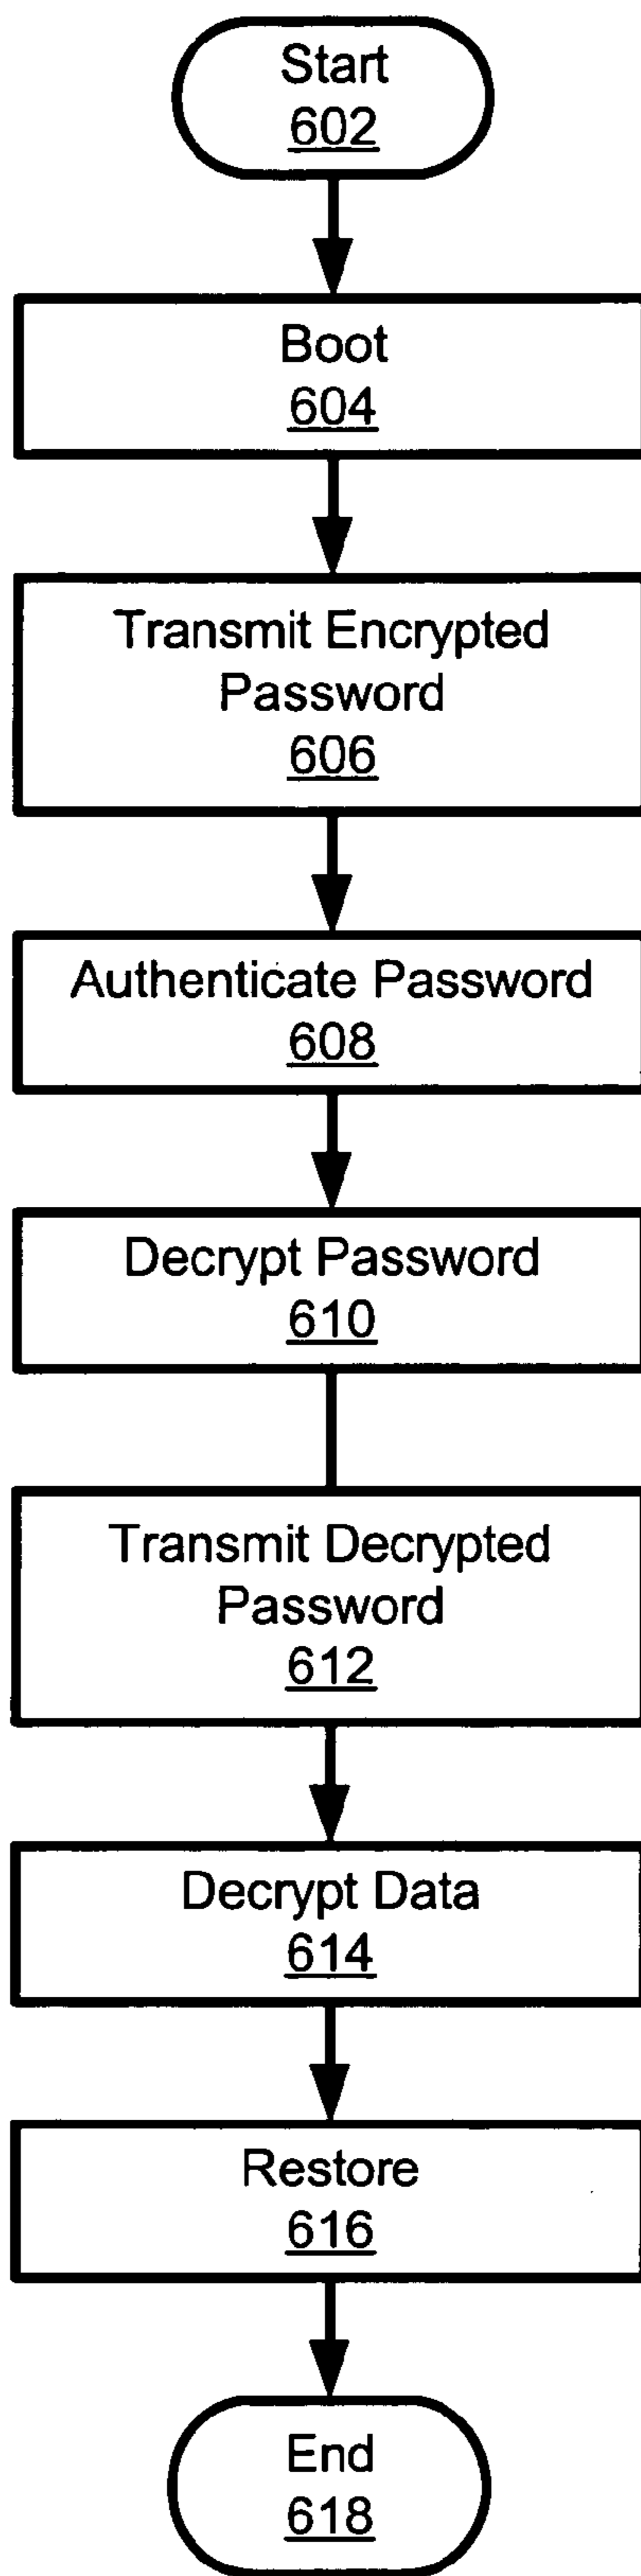 Start
602
Boot
604
Transmit Encrypted
Password
606
Authenticate Password
608
Decrypt Password
610
Transmit Decrypted
Password
612
Decrypt Data
614
Restore
616
End
618